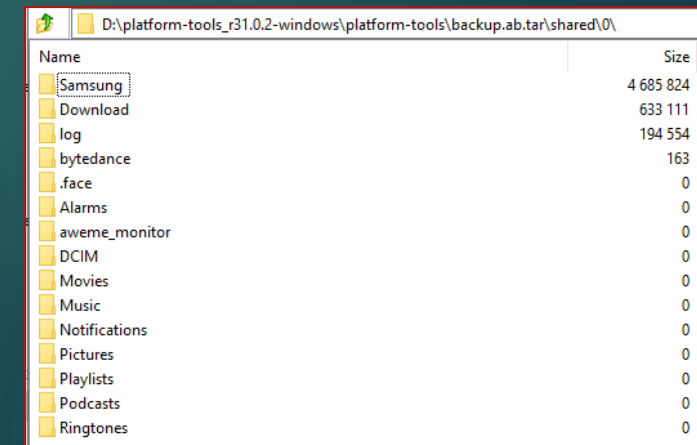 D:\platform-tools_r31.0.2-windows\platform-tools\backup.ab.tar\shared\0\
Name Size
Samsung 4 685 824
Download 633 111
log 194 554
bytedance 163
.face 0
Alarms 0
aweme_monitor 0
DCIM 0
Movies 0
Music 0
Notifications 0
Pictures 0
Playlists 0
Podcasts 0
Ringtones 0